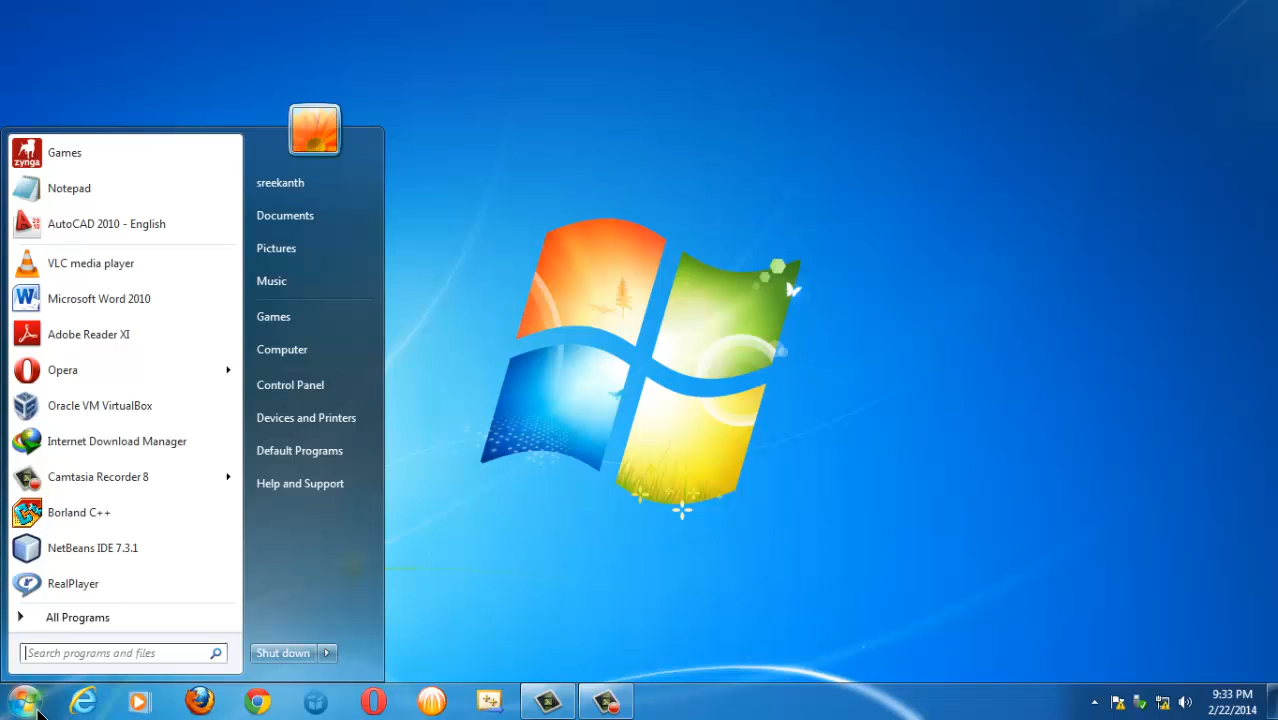 zynga
Games
Notepad
AutoCAD 2010 - English
VLC media player
Microsoft Word 2010
Adobe Reader XI
Opera
Oracle VM VirtualBox
Internet Download Manager
Camtasia Recorder 8
Borland C++
NetBeans IDE 7.3.1
RealPlayer
All Programs
Search programs and files
sreekanth
Documents
Pictures
Music
Games
Computer
Control Panel
Devices and Printers
Default Programs
Help and Support
Shut down
9:33 PM
2/22/2014